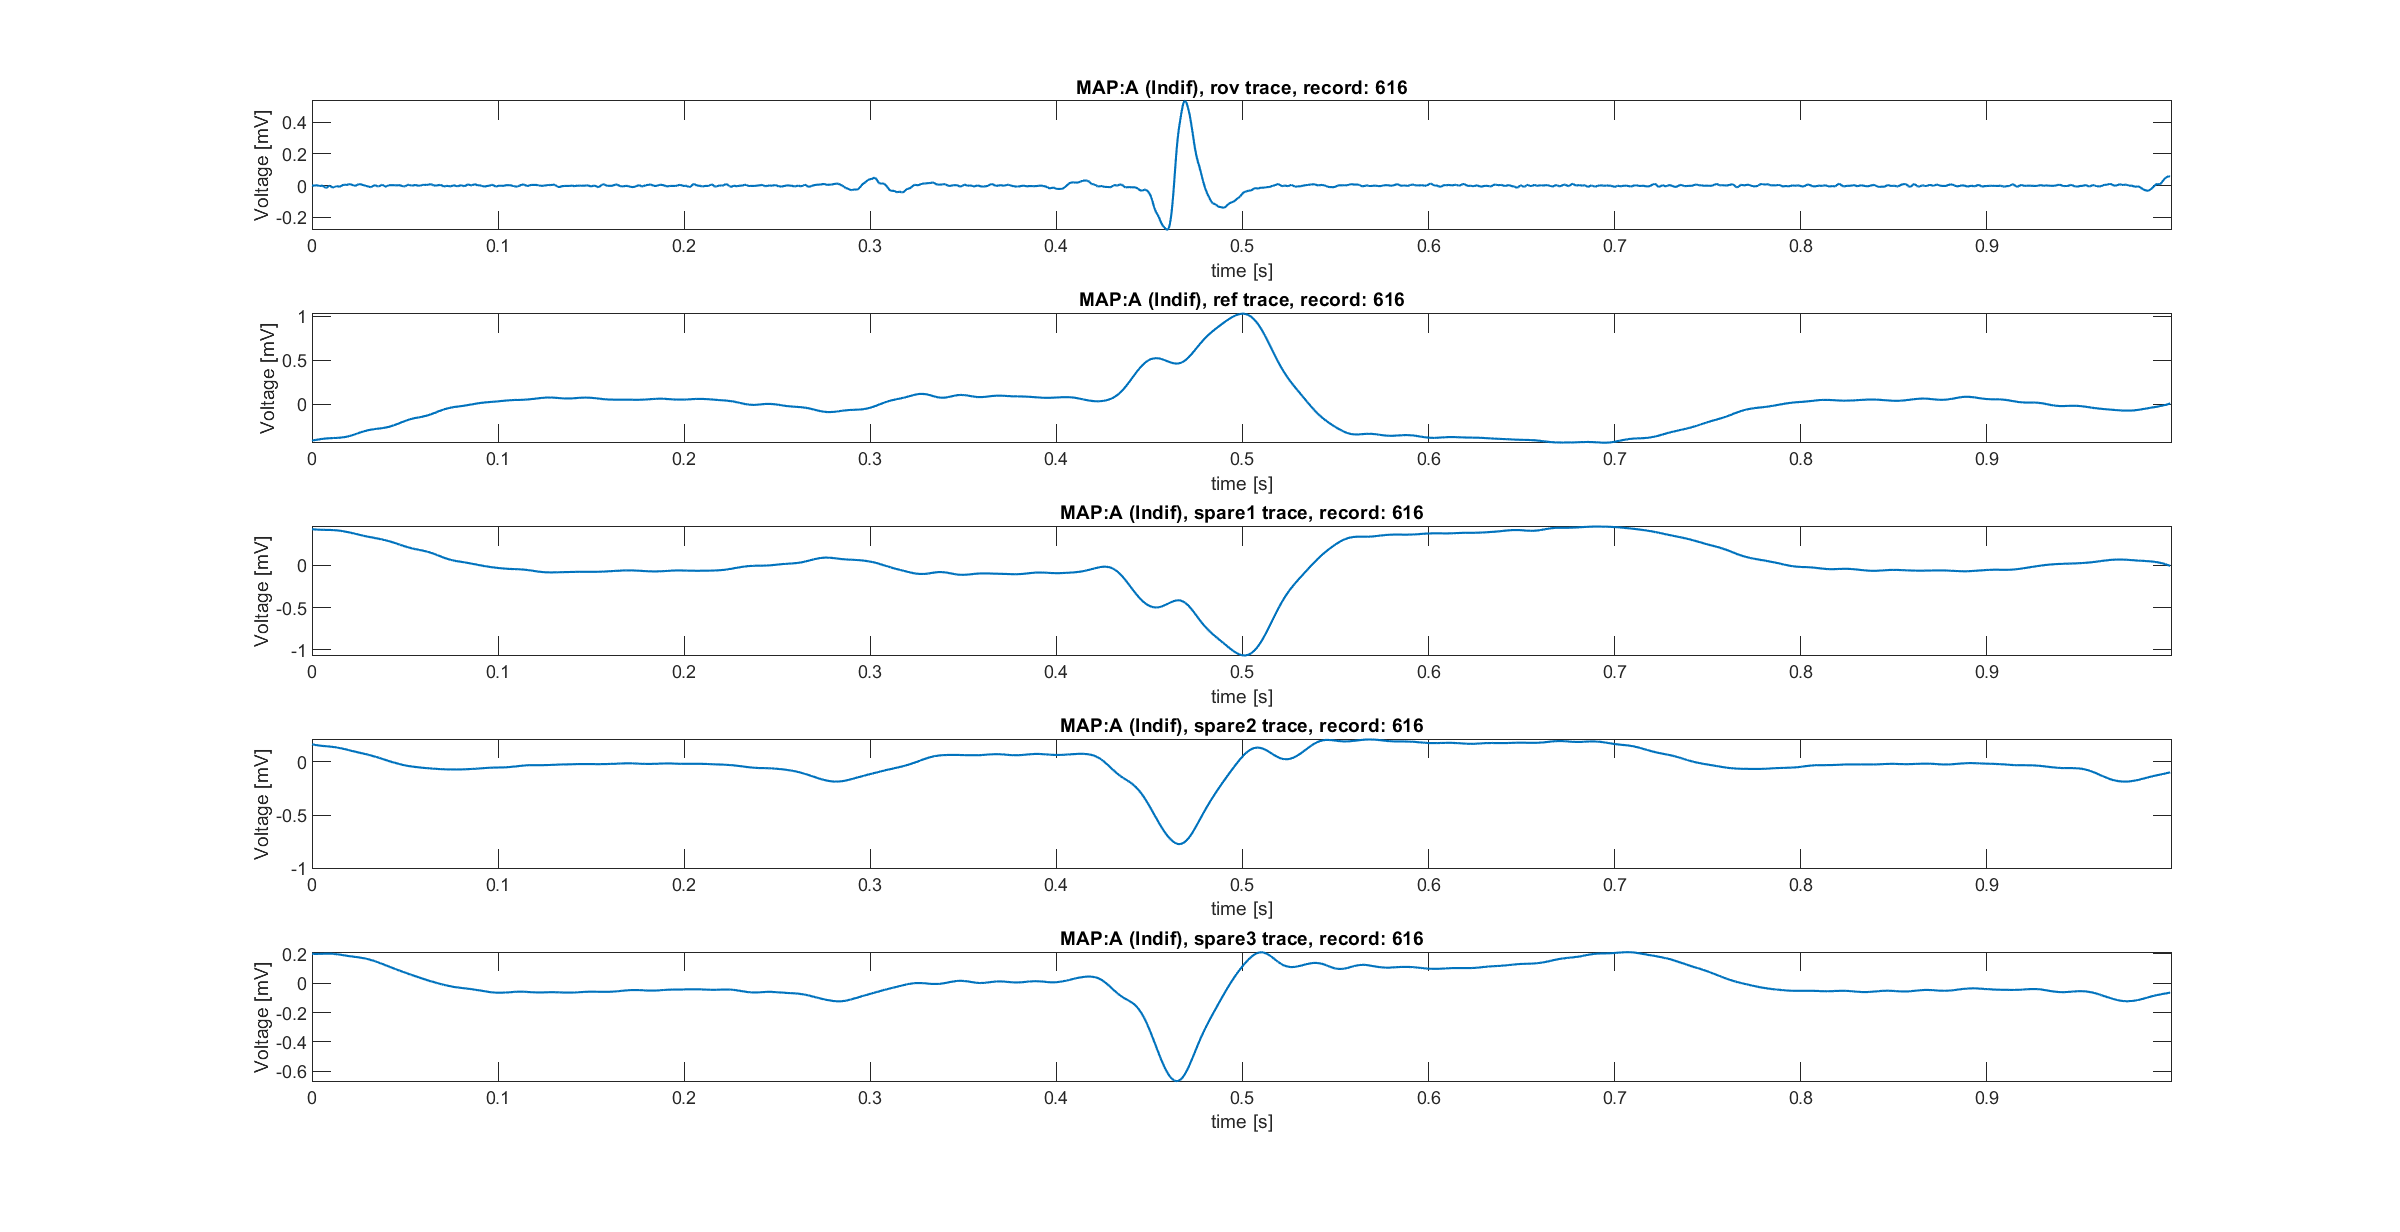 MAP:A (Indif), rov trace, record: 616
Voltage [mV]
0.4
0.2
0
-0.2
0 0.1 0.2 0.3 0.4 0.5 0.6 0.7 0.8 0.9
time [s]
MAP:A (Indif), ref trace, record: 616
Voltage [mV]
1
0.5
0
0 0.1 0.2 0.3 0.4 0.5 0.6 0.7 0.8 0.9
time [s]
MAP:A (Indif), spare1 trace, record: 616
Voltage [mV]
0
-0.5
-1
0 0.1 0.2 0.3 0.4 0.5 0.6 0.7 0.8 0.9
time [s]
MAP:A (Indif), spare2 trace, record: 616
Voltage [mV]
0
-0.5
-1
0 0.1 0.2 0.3 0.4 0.5 0.6 0.7 0.8 0.9
time [s]
MAP:A (Indif), spare3 trace, record: 616
Voltage [mV]
0.2
0
-0.2
-0.4
-0.6
0 0.1 0.2 0.3 0.4 0.5 0.6 0.7 0.8 0.9
time [s]